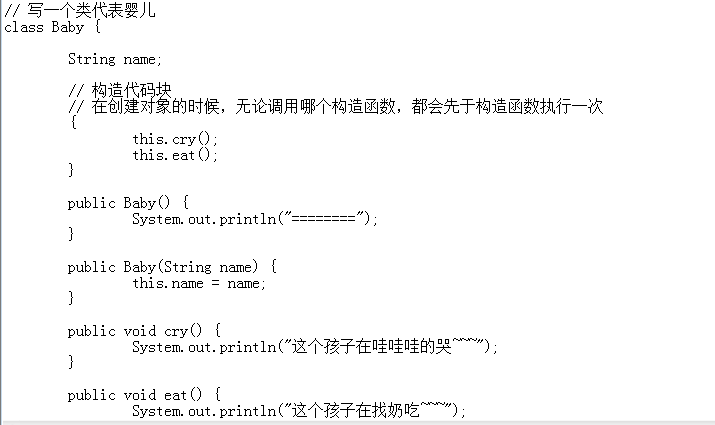 // 写一个类代表婴儿
class Baby {
String name;
// 构造代码块
// 在创建对象的时候，无论调用哪个构造函数，都会先于构造函数执行一次
{
this.cry();
this.eat();
}
public Baby() {
System.out.println("========");
}
public Baby(String name) {
this.name = name;
}
public void cry() {
System.out.println("这个孩子在哇哇哇的哭~~~");
}
public void eat() {
System.out.println("这个孩子在找奶吃~~~");